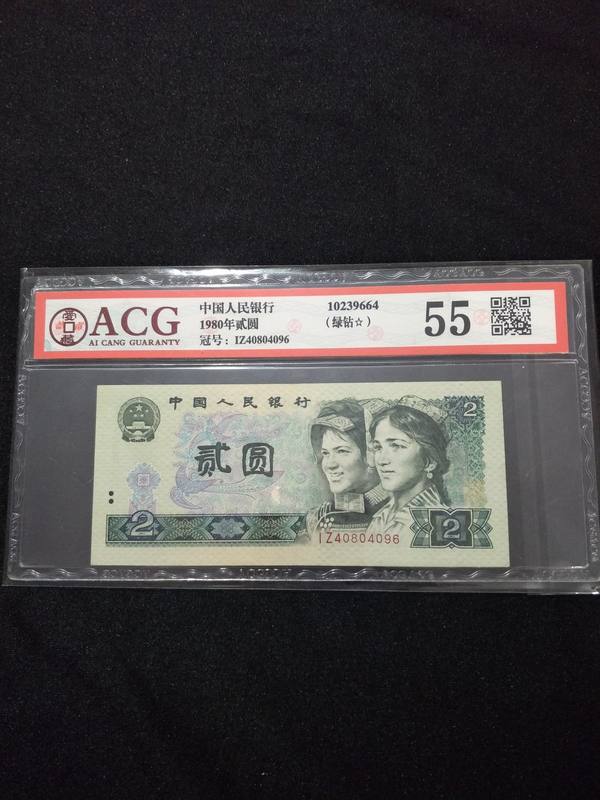 ACG
AI CANG GUARANTY
中国人民银行 10239664
1980年贰圆 (绿钻☆)
冠号：IZ40804096
55
中国人民银行
贰圆
2
2
2
IZ40804096